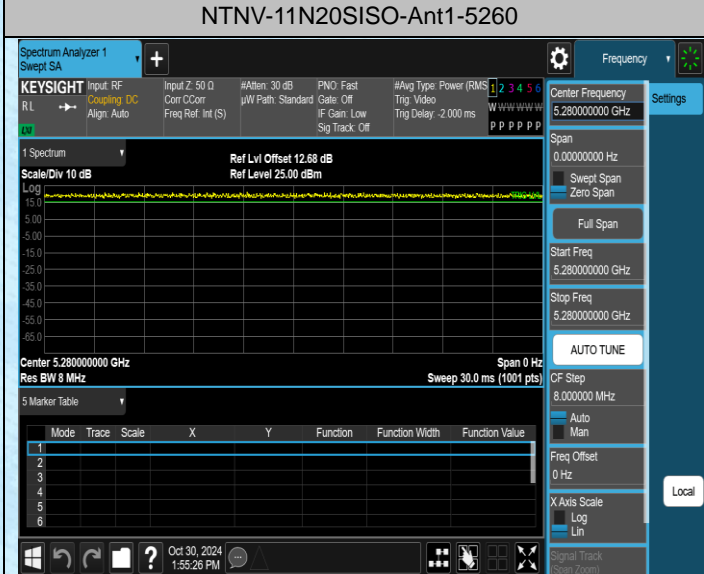 NTNV-11N20SISO-Ant1-5260
Spectrum Analyzer 1
Swept SA
+
Frequency
KEYSIGHT
RL
LXI
Input: RF
Coupling: DC
Align: Auto
Input Z: 50 Ω
Corr CCorr
Freq Ref: Int (S)
#Atten: 30 dB
µW Path: Standard
PNO: Fast
Gate: Off
IF Gain: Low
Sig Track: Off
#Avg Type: Power (RMS
Trig: Video
Trig Delay: -2.000 ms
1 2 3 4 5 6
W W W W W W
P P P P P P
Center Frequency
5.280000000 GHz
Settings
Span
0.00000000 Hz
Swept Span
Zero Span
Full Span
Start Freq
5.280000000 GHz
Stop Freq
5.280000000 GHz
AUTO TUNE
CF Step
8.000000 MHz
Auto
Man
Freq Offset
0 Hz
X Axis Scale
Log
Lin
Signal Track
(Span Zoom)
Local
1 Spectrum
Scale/Div 10 dB
Ref Lvl Offset 12.68 dB
Ref Level 25.00 dBm
Log
15.0
5.00
-5.00
-15.0
-25.0
-35.0
-45.0
-55.0
-65.0
Center 5.280000000 GHz
Res BW 8 MHz
Span 0 Hz
Sweep 30.0 ms (1001 pts)
5 Marker Table
Mode Trace Scale X Y Function Function Width Function Value
1
2
3
4
5
6
?
Oct 30, 2024
1:55:26 PM